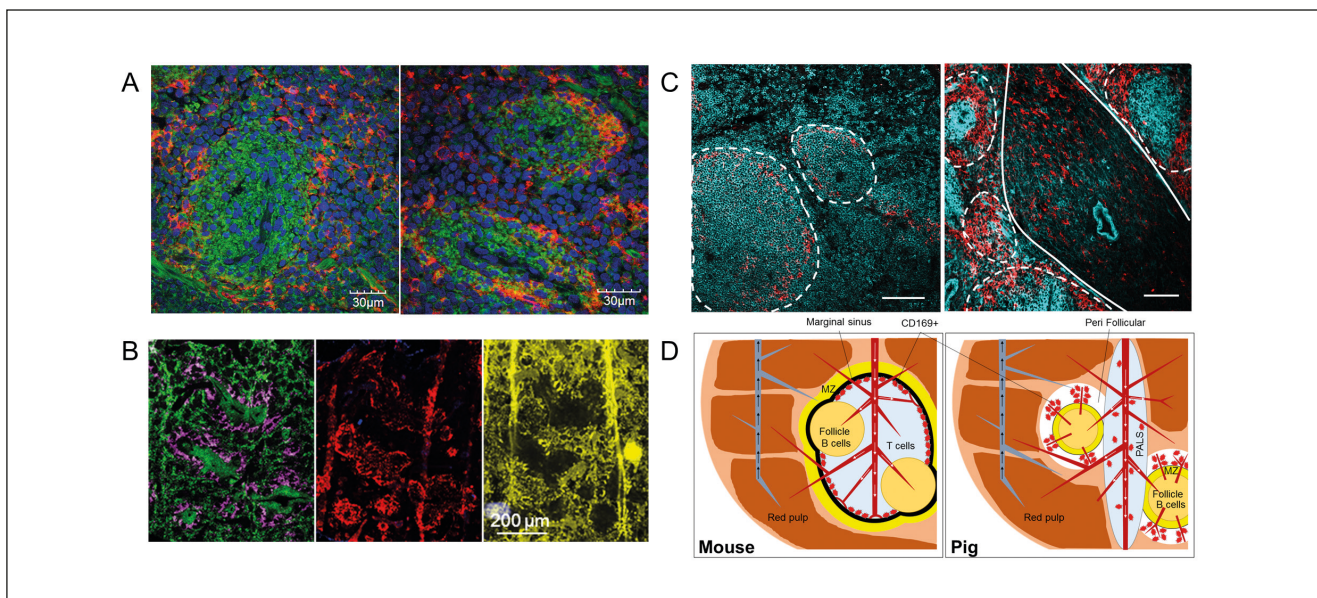 A
30µm
30µm
B
200 µm
C
D
Marginal sinus
CD169+
Peri Follicular
MZ
Follicle
B cells
T cells
Red pulp
Mouse
PALS
MZ
Follicle
B cells
Red pulp
Pig